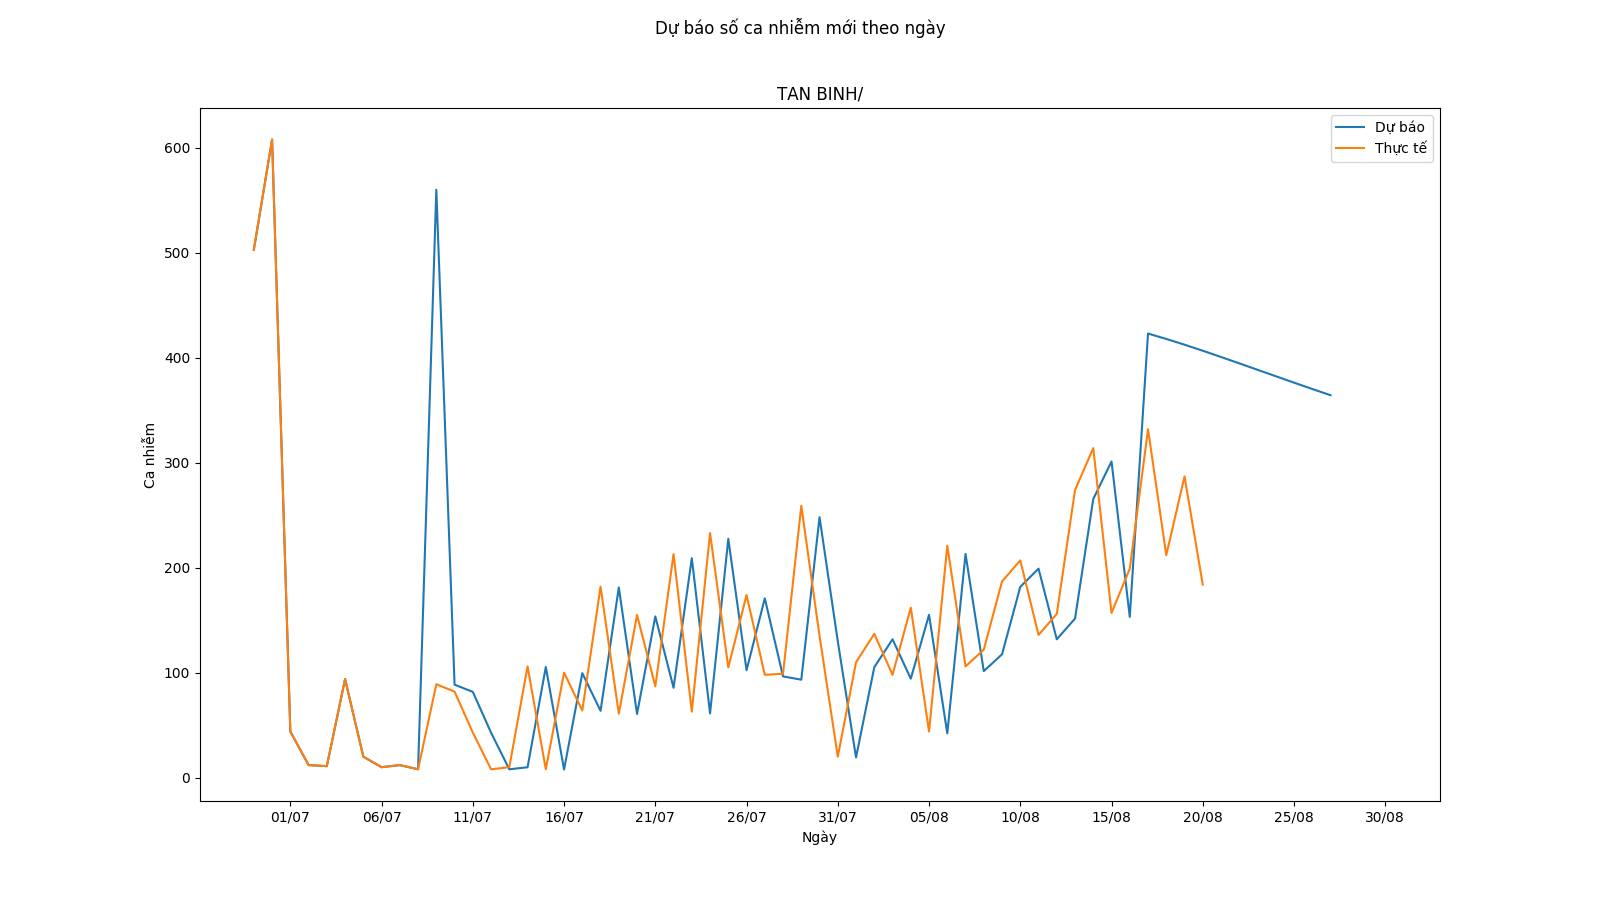 Dự báo số ca nhiễm mới theo ngày
TAN BINH/
Dự báo
Thực tế
600
500
400
300
200
100
0
Ca nhiễm
01/07 06/07 11/07 16/07 21/07 26/07 31/07 05/08 10/08 15/08 20/08 25/08 30/08
Ngày